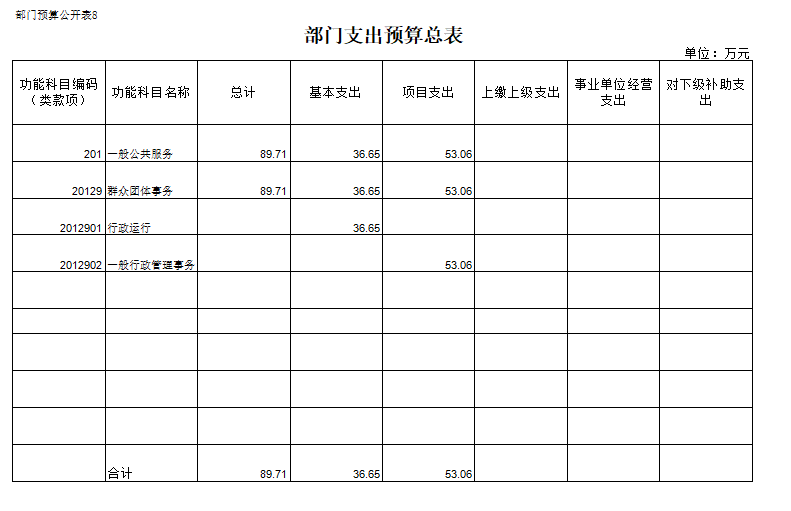 部门预算公开表8
部门支出预算总表
单位：万元
功能科目编码（类款项） 功能科目名称 总计 基本支出 项目支出 上缴上级支出 事业单位经营支出 对下级补助支出
201 一般公共服务 89.71 36.65 53.06
20129 群众团体事务 89.71 36.65 53.06
2012901 行政运行 36.65
2012902 一般行政管理事务 53.06
合计 89.71 36.65 53.06